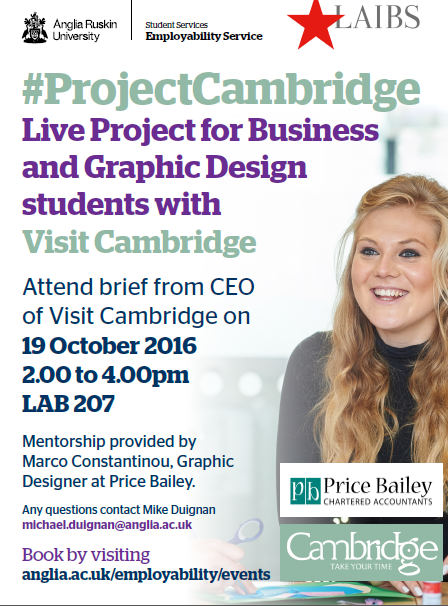 Anglia Ruskin
University
Student Services
Employability Service
LAIBS
#ProjectCambridge
Live Project for Business
and Graphic Design
students with
Visit Cambridge
Attend brief from CEO
of Visit Cambridge on
19 October 2016
2.00 to 4.00pm
LAB 207
Mentorship provided by
Marco Constantinou, Graphic
Designer at Price Bailey.
Any questions contact Mike Duignan
michael.duignan@anglia.ac.uk
Book by visiting
anglia.ac.uk/employability/events
pb Price Bailey
CHARTERED ACCOUNTANTS
Cambridge
TAKE YOUR TIME